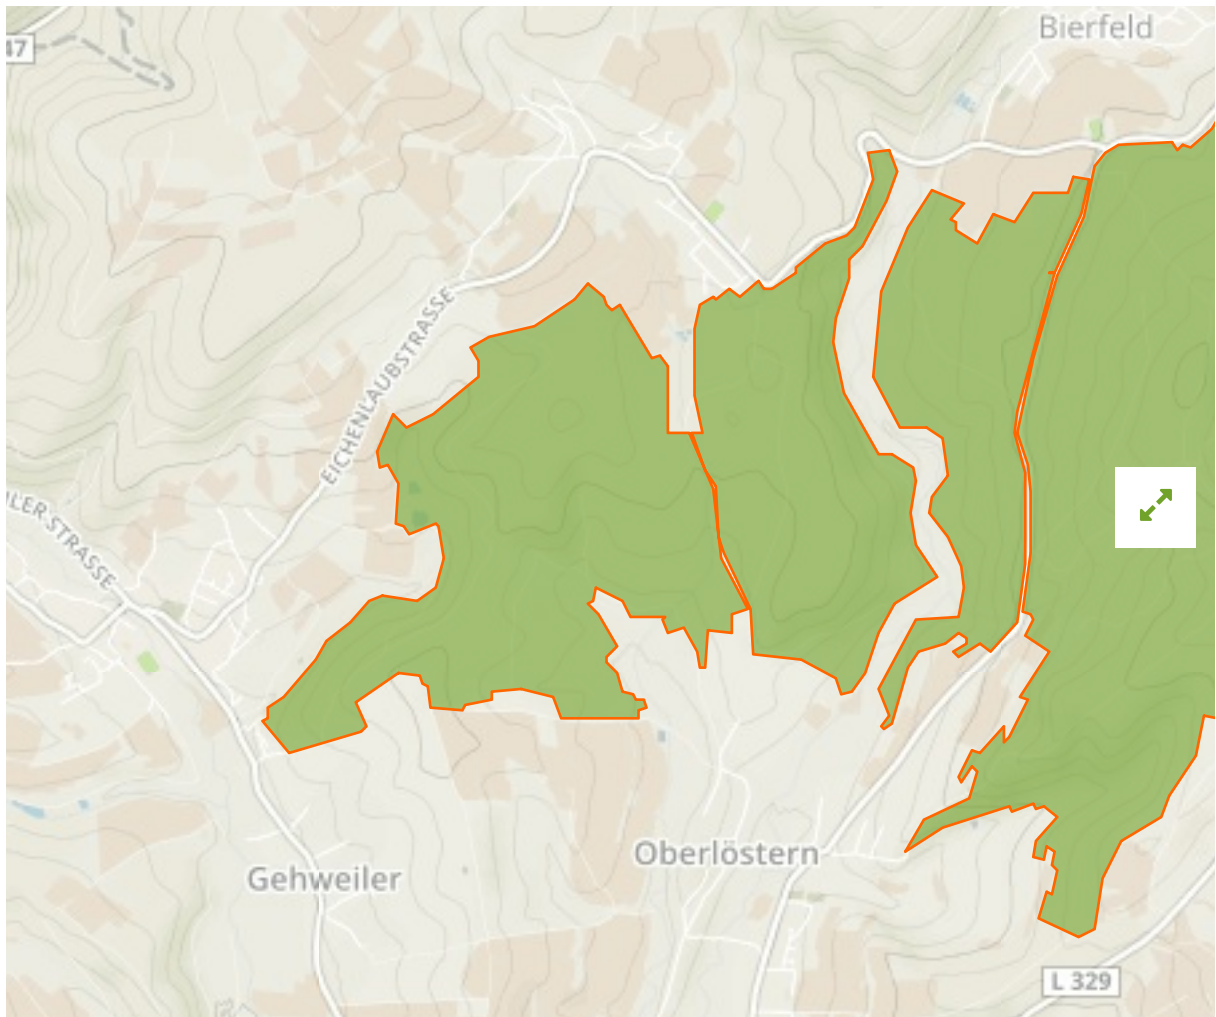 Bierfeld
47
EICHENLAUBSTRASSE
ILER STRASSE
Oberlöstern
Gehweiler
L 329